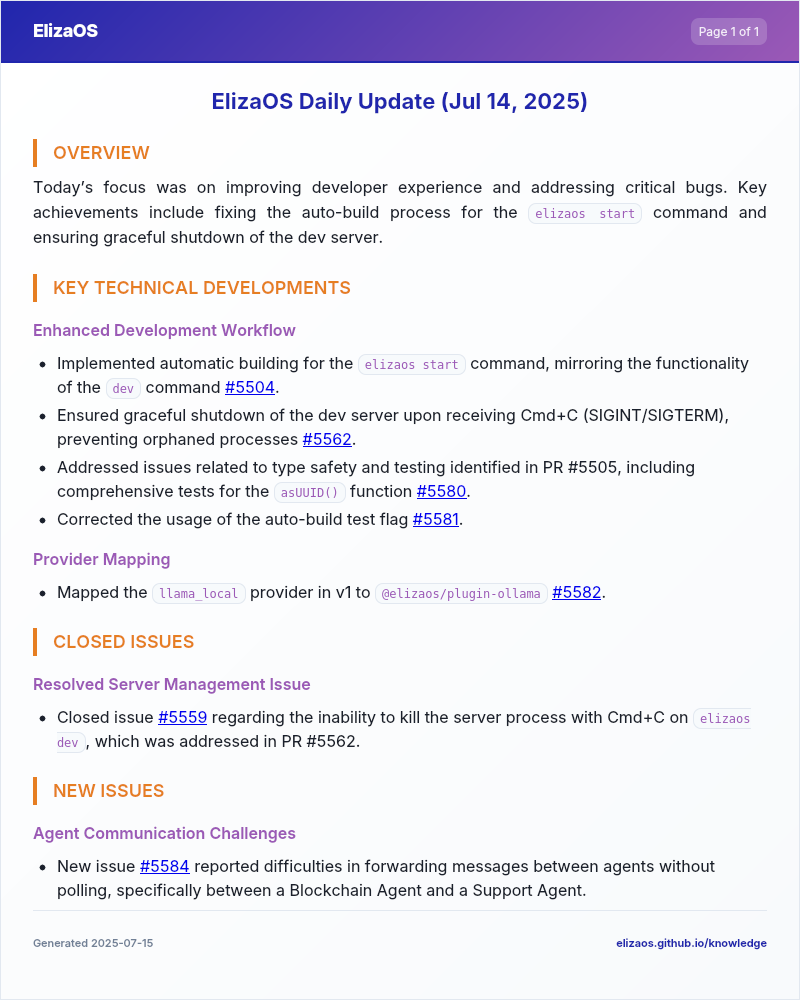 ElizaOS
Page 1 of 1
ElizaOS Daily Update (Jul 14, 2025)
OVERVIEW
Today's focus was on improving developer experience and addressing critical bugs. Key
achievements include fixing the auto-build process for the elizaos start command and
ensuring graceful shutdown of the dev server.
KEY TECHNICAL DEVELOPMENTS
Enhanced Development Workflow
• Implemented automatic building for the elizaos start command, mirroring the functionality
of the dev command #5504.
• Ensured graceful shutdown of the dev server upon receiving Cmd+C (SIGINT/SIGTERM),
preventing orphaned processes #5562.
• Addressed issues related to type safety and testing identified in PR #5505, including
comprehensive tests for the asUUID() function #5580.
• Corrected the usage of the auto-build test flag #5581.
Provider Mapping
• Mapped the llama_local provider in v1 to @elizaos/plugin-ollama #5582.
CLOSED ISSUES
Resolved Server Management Issue
• Closed issue #5559 regarding the inability to kill the server process with Cmd+C on elizaos
dev, which was addressed in PR #5562.
NEW ISSUES
Agent Communication Challenges
• New issue #5584 reported difficulties in forwarding messages between agents without
polling, specifically between a Blockchain Agent and a Support Agent.
Generated 2025-07-15
elizaos.github.io/knowledge